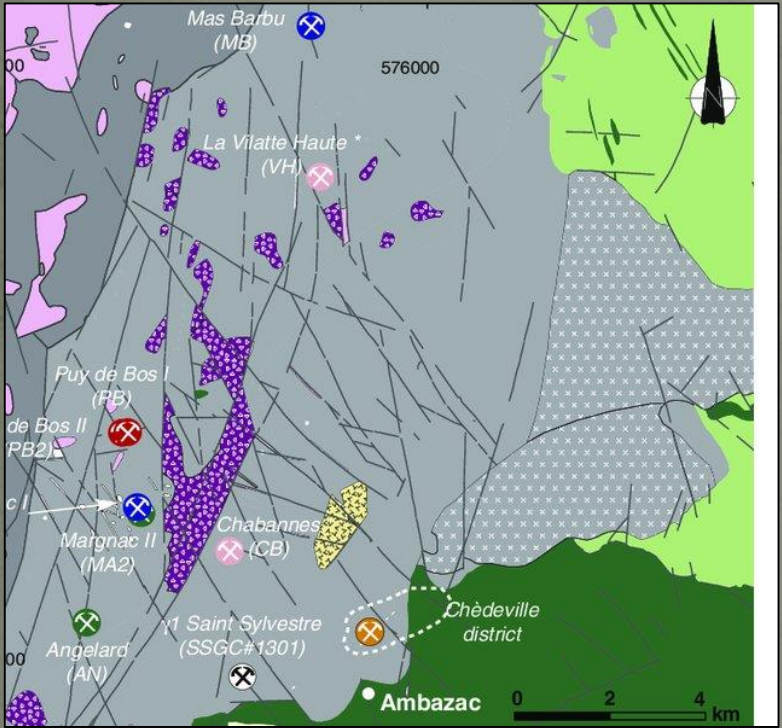 Mas Barbu
(MB)
00
576000
N
La Vilatte Haute *
(VH)
Puy de Bos I
(PB)
de Bos II
(PB2)
c I
Margnac II
(MA2)
Chabannes
(CB)
γ1 Saint Sylvestre
(SSGC#1301)
Chèdeville
district
Angelard
(AN)
00
Ambazac
0 2 4
km